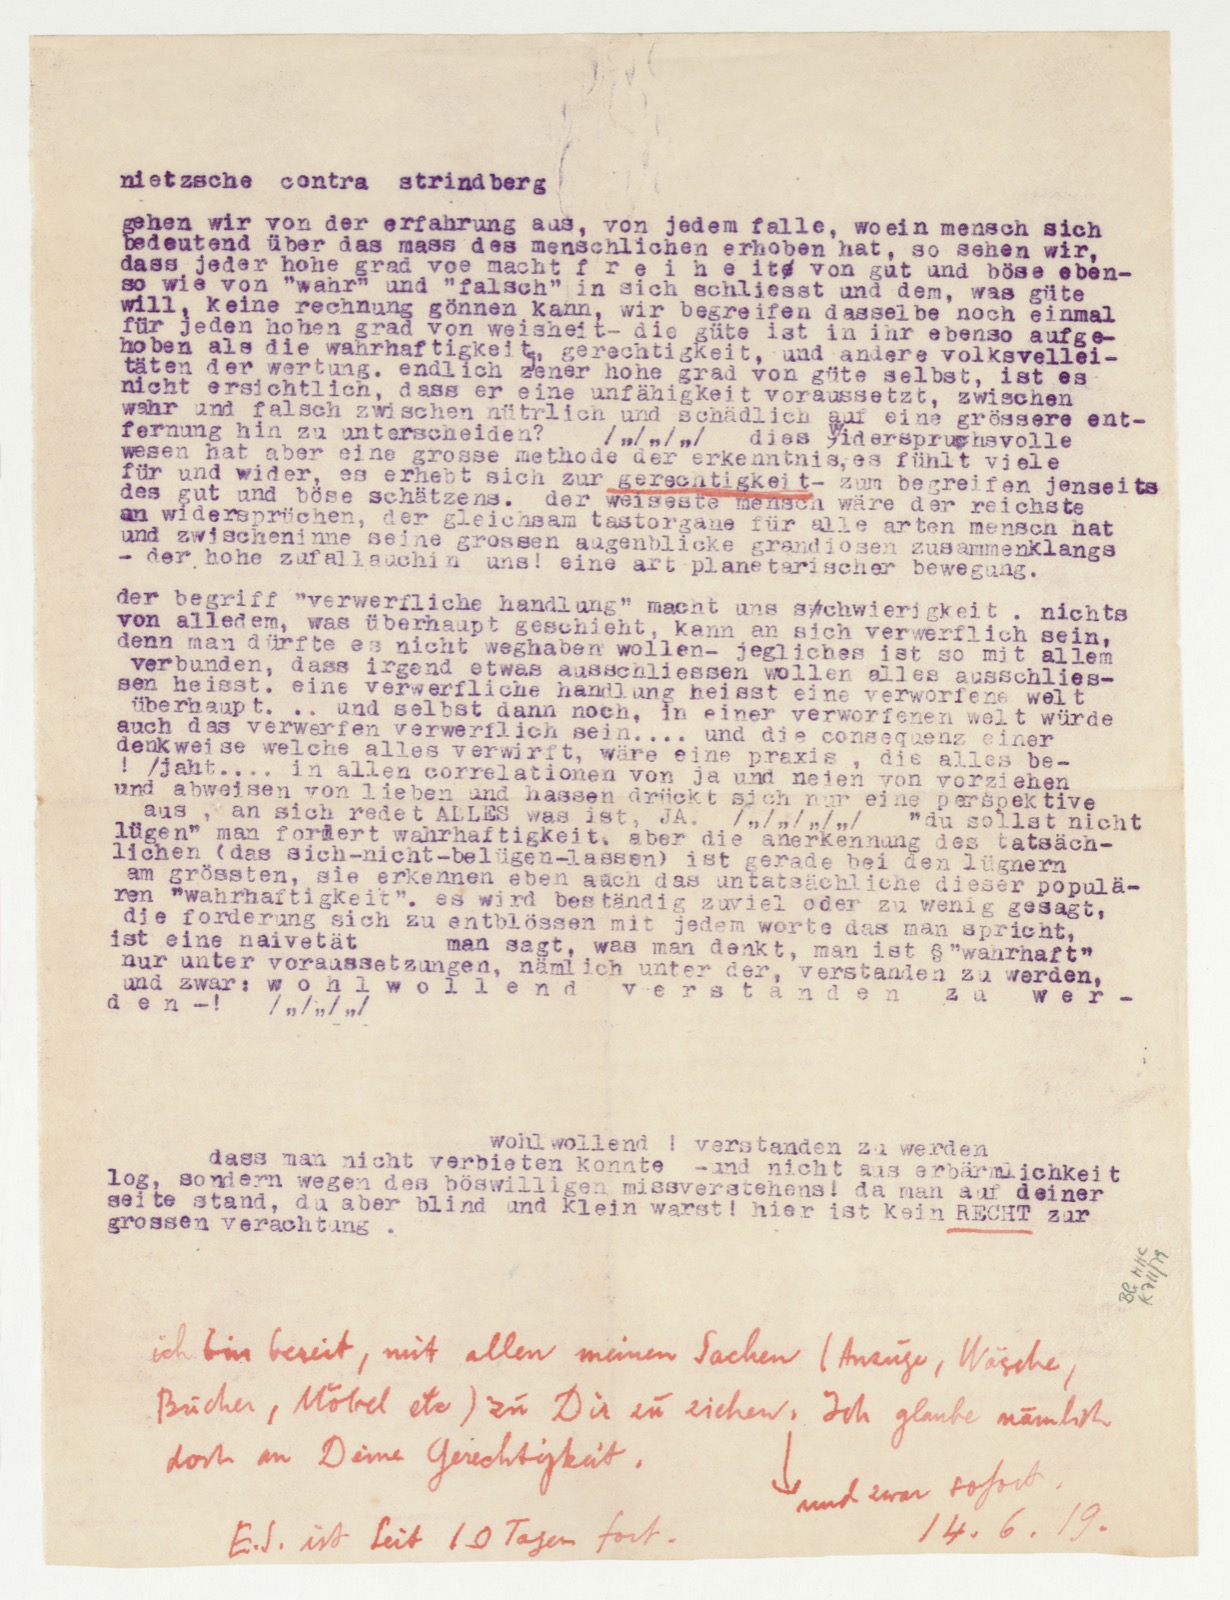 nietzsche contra strindberg
gehen wir von der erfahrung aus, von jedem falle, woein mensch sich
bedeutend über das mass des menschlichen erhoben hat, so sehen wir,
dass jeder hohe grad voe macht f r e i h e it von gut und böse eben-
so wie von "wahr" und "falsch" in sich schliesst und dem, was güte
will, keine rechnung gönnen kann, wir begreifen dasselbe noch einmal
für jeden hohen grad von weisheit- die güte ist in ihr ebenso aufge-
hoben als die wahrhaftigkeit, gerechtigkeit, und andere volksvellei-
täten der wertung. endlich jener hohe grad von güte selbst, ist es
nicht ersichtlich, dass er eine unfähigkeit voraussetzt, zwischen
wahr und falsch zwischen nütrlich und schädlich auf eine grössere ent-
fernung hin zu unterscheiden? /„/„/„/ dies widerspruchsvolle
wesen hat aber eine grosse methode der erkenntnis,es fühlt viele
für und wider, es erhebt sich zur gerechtigkeit- zum begreifen jenseits
des gut und böse schätzens. der weiseste mensch wäre der reichste
an widersprüchen, der gleichsam tastorgane für alle arten mensch hat
und zwischeninne seine grossen augenblicke grandiosen zusammenklangs
- der hohe zufallauchin uns! eine art planetarischer bewegung.
der begriff "verwerfliche handlung" macht uns schwierigkeit . nichts
von alledem, was überhaupt geschieht, kann an sich verwerflich sein,
denn man dürfte es nicht weghaben wollen- jegliches ist so mit allem
verbunden, dass irgend etwas ausschliessen wollen alles ausschlies-
sen heisst. eine verwerfliche handlung heisst eine verworfene welt
überhaupt. .. und selbst dann noch, in einer verworfenen welt würde
auch das verwerfen verwerflich sein.... und die consequenz einer
denkweise welche alles verwirft, wäre eine praxis , die alles be-
! /jaht.... in allen correlationen von ja und neien von vorziehen
und abweisen von lieben und hassen drückt sich nur eine perspektive
aus , an sich redet ALLES was ist, JA. /„/„/„/„/ "du sollst nicht
lügen" man fordert wahrhaftigkeit. aber die anerkennung des tatsäch-
lichen (das sich-nicht-belügen-lassen) ist gerade bei den lügnern
am grössten, sie erkennen eben auch das untatsächliche dieser populä-
ren "wahrhaftigkeit". es wird beständig zuviel oder zu wenig gesagt,
die forderung sich zu entblössen mit jedem worte das man spricht,
ist eine naivetät man sagt, was man denkt, man ist § "wahrhaft"
nur unter voraussetzungen, nämlich unter der, verstanden zu werden,
und zwar: w o h l w o l l e n d v e r s t a n d e n z u w e r -
d e n -! /„/„/„/
wohlwollend ! verstanden zu werden
dass man nicht verbieten konnte -und nicht aus erbärmlichkeit
log, sondern wegen des böswilligen missverstehens! da man auf deiner
seite stand, du aber blind und klein warst! hier ist kein RECHT zur
grossen verachtung .
BG HHC
K 711/79
ich bin bereit, mit allen meinen Sachen (Anzüge, Wäsche,
Bücher, Möbel etc) zu Dir zu ziehen. Ich glaube nämlich
doch an Deine Gerechtigkeit.
und zwar sofort.
E.S. ist seit 10 Tagen fort.
14. 6. 19.